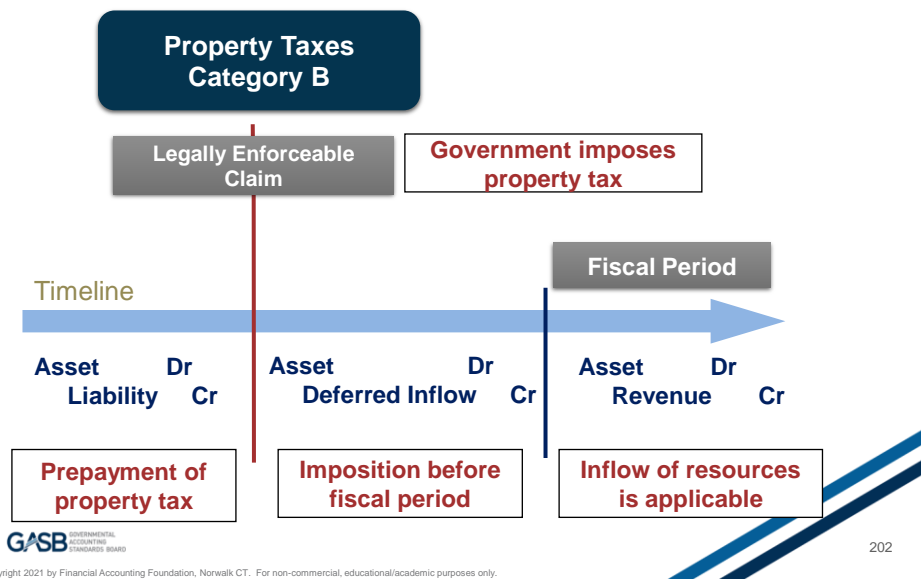 Property Taxes
Category B
Legally Enforceable
Claim
Government imposes
property tax
Fiscal Period
Timeline
Asset Dr
Liability Cr
Asset Dr
Deferred Inflow Cr
Asset Dr
Revenue Cr
Prepayment of
property tax
Imposition before
fiscal period
Inflow of resources
is applicable
GASB GOVERNMENTAL
ACCOUNTING
STANDARDS BOARD
202
yright 2021 by Financial Accounting Foundation, Norwalk CT. For non-commercial, educational/academic purposes only.